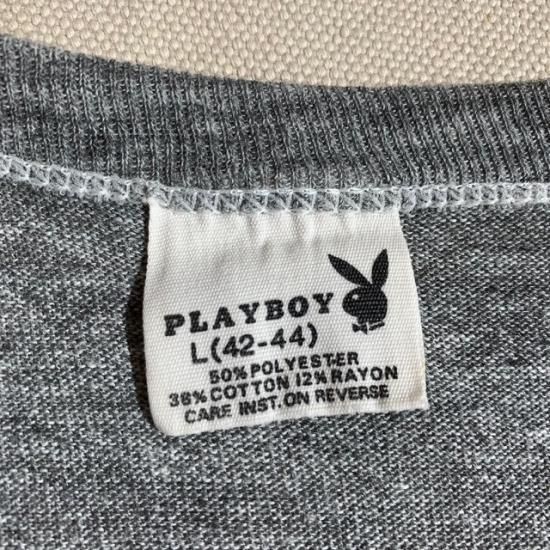 PLAYBOY
L (42-44)
50% POLYESTER
38% COTTON 12% RAYON
CARE INST. ON REVERSE